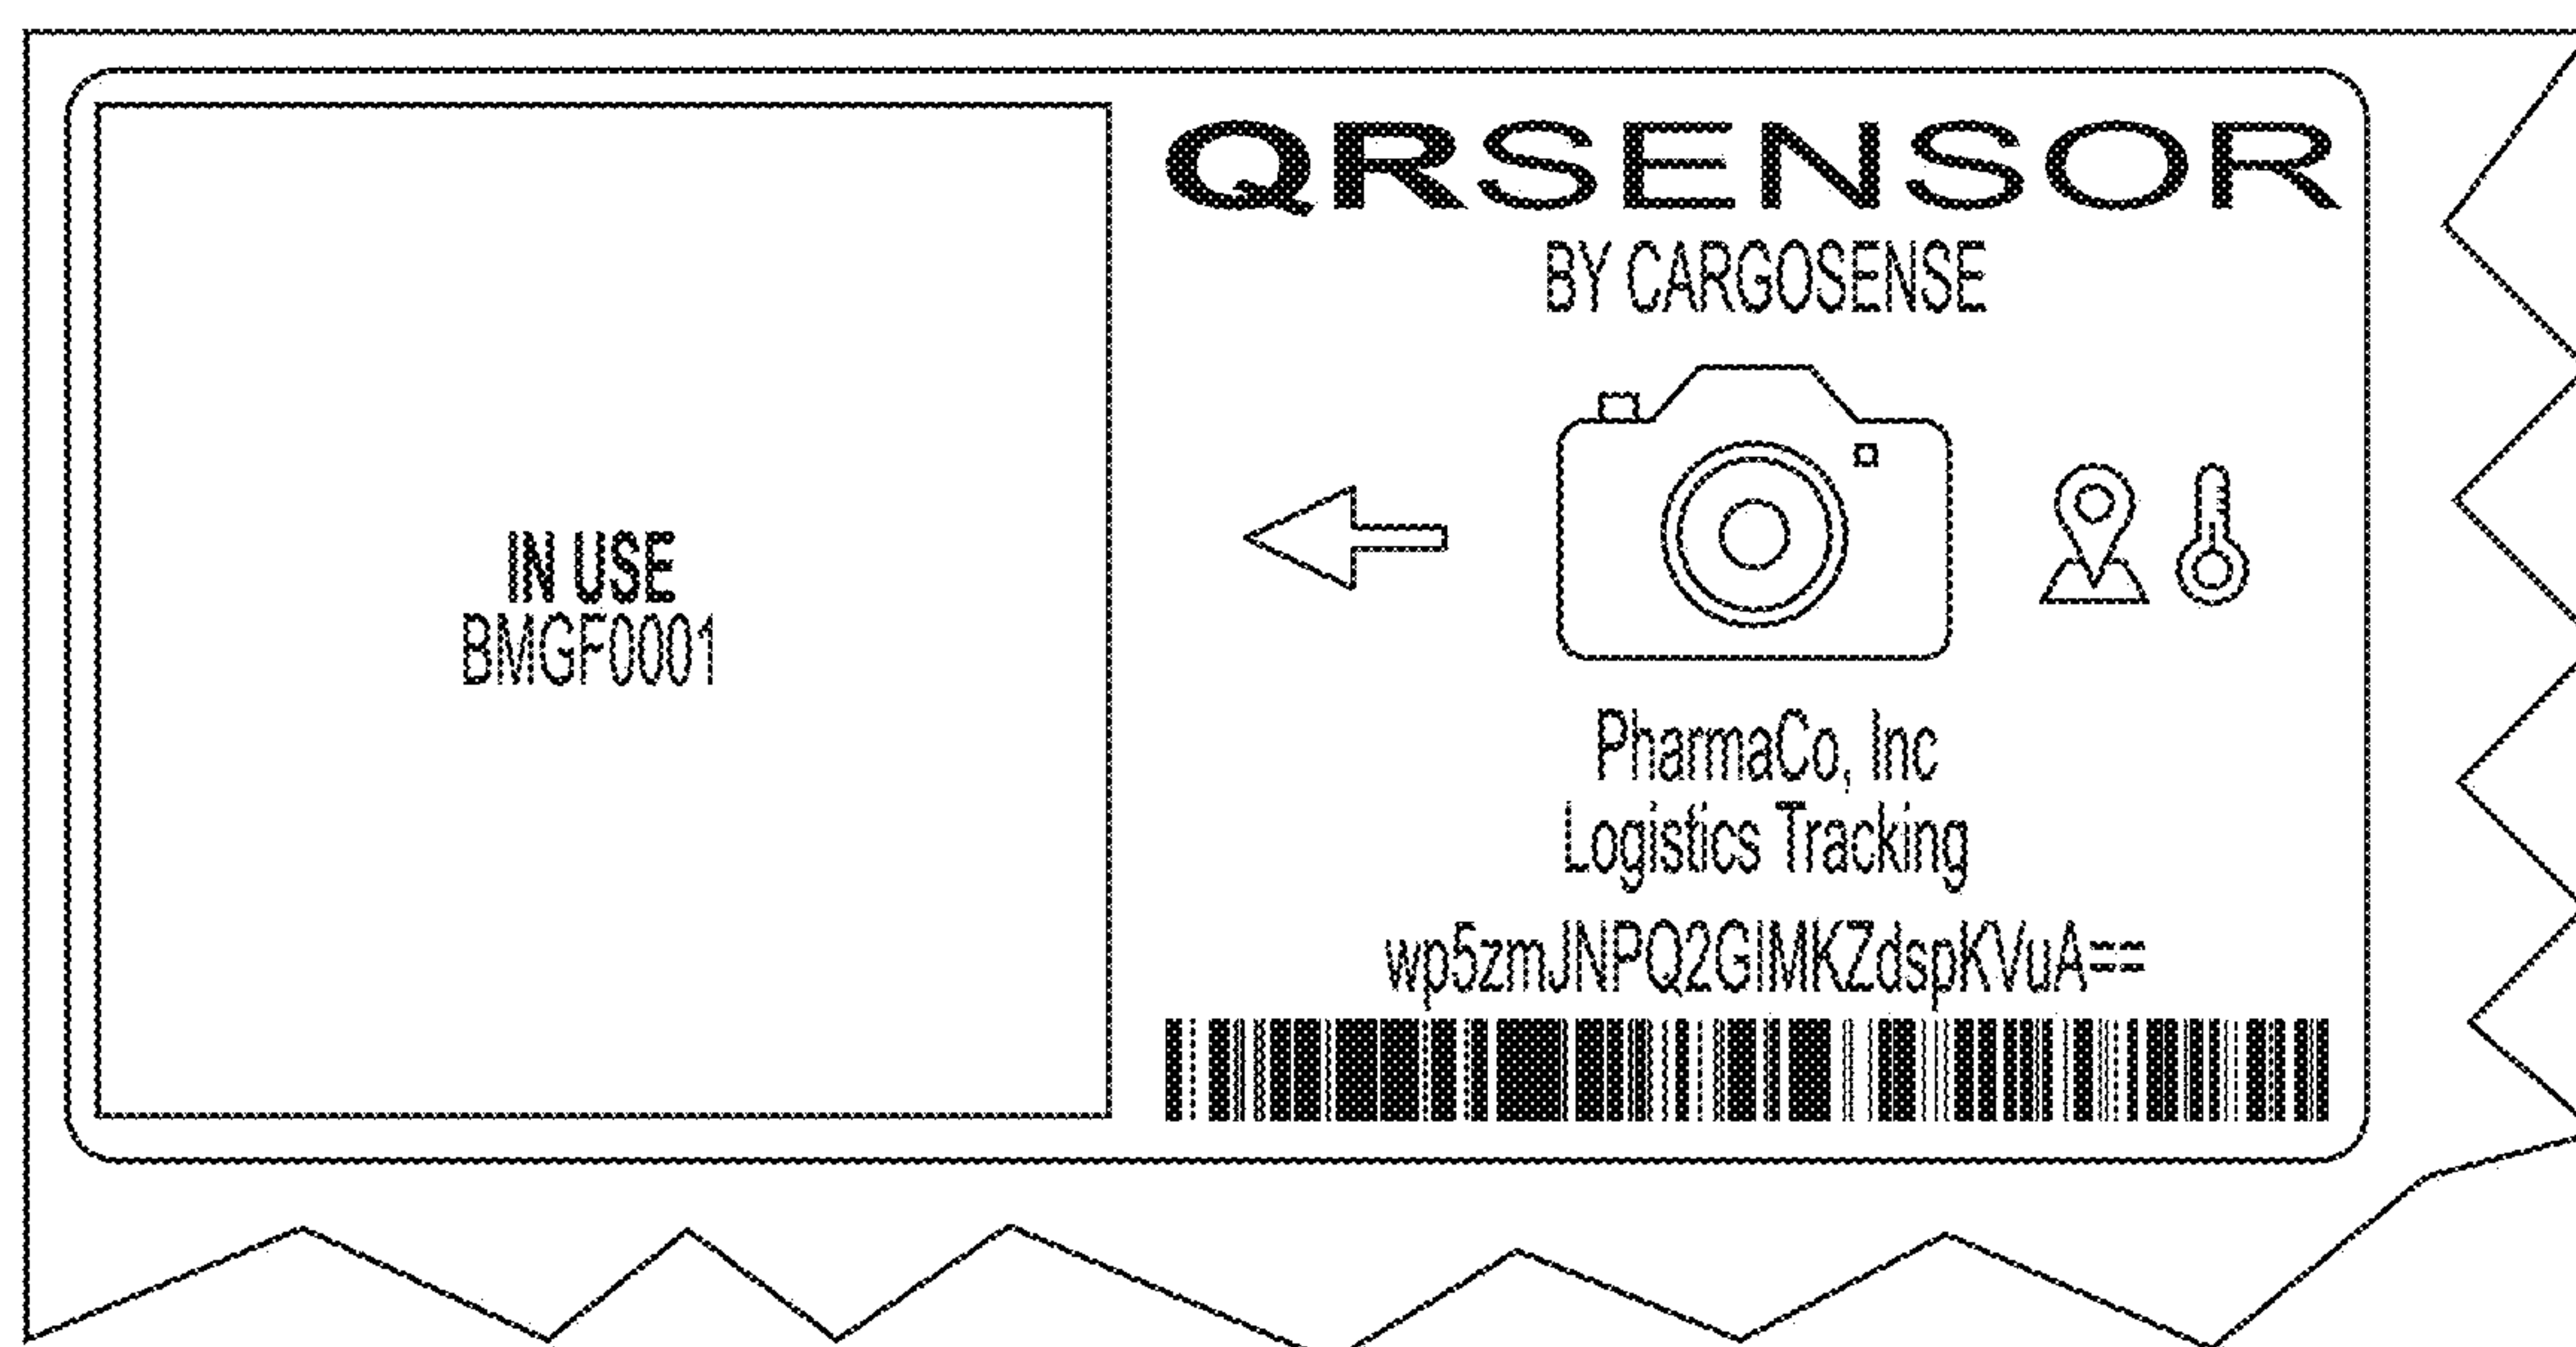 IN USE
BMGF0001
QRSENSOR
BY CARGOSENSE
PharmaCo, Inc
Logistics Tracking
wp5zmJNPQ2GIMKZdspKVuA==